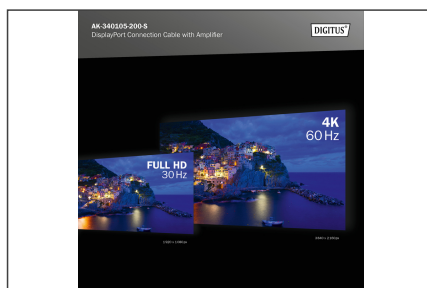 AK-340105-200-S
DisplayPort Connection Cable with Amplifier
DIGITUS®
4K
60 Hz
FULL HD
30 Hz